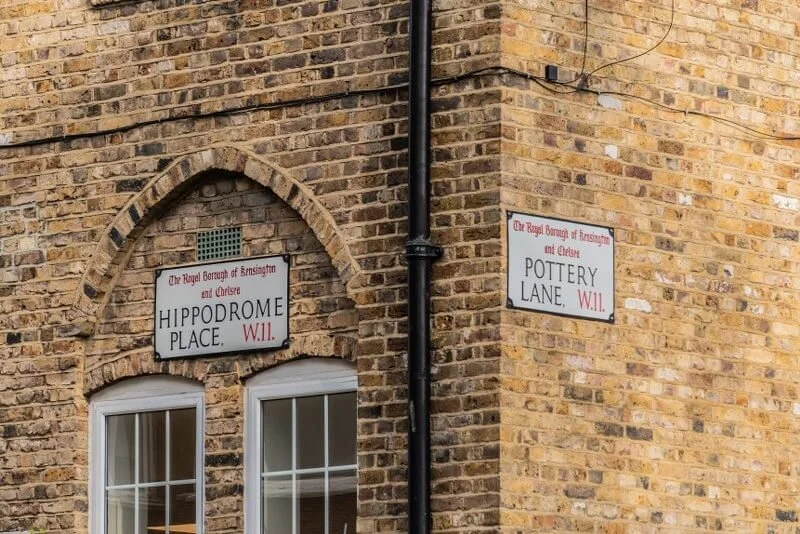 The Royal Borough of Kensington
and Chelsea
HIPPODROME
PLACE, W.11.
The Royal Borough of Kensington
and Chelsea
POTTERY
LANE, W.11.